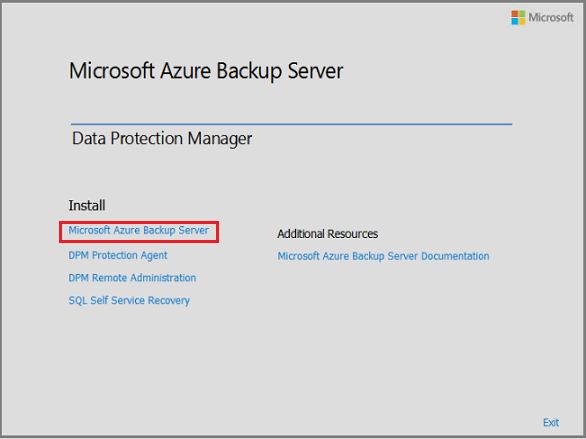 Microsoft
Microsoft Azure Backup Server
Data Protection Manager
Install
Microsoft Azure Backup Server
DPM Protection Agent
DPM Remote Administration
SQL Self Service Recovery
Additional Resources
Microsoft Azure Backup Server Documentation
Exit